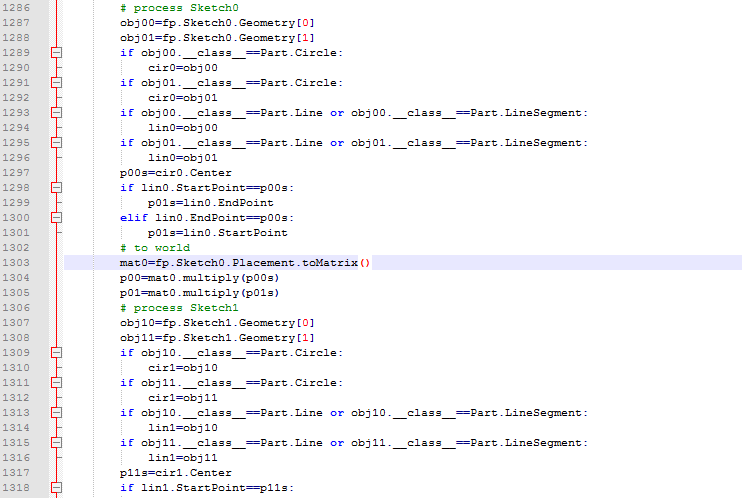 1286 # process Sketch0
1287 obj00=fp.Sketch0.Geometry[0]
1288 obj01=fp.Sketch0.Geometry[1]
1289 if obj00.__class__==Part.Circle:
1290 cir0=obj00
1291 if obj01.__class__==Part.Circle:
1292 cir0=obj01
1293 if obj00.__class__==Part.Line or obj00.__class__==Part.LineSegment:
1294 lin0=obj00
1295 if obj01.__class__==Part.Line or obj01.__class__==Part.LineSegment:
1296 lin0=obj01
1297 p00s=cir0.Center
1298 if lin0.StartPoint==p00s:
1299 p01s=lin0.EndPoint
1300 elif lin0.EndPoint==p00s:
1301 p01s=lin0.StartPoint
1302 # to world
1303 mat0=fp.Sketch0.Placement.toMatrix()
1304 p00=mat0.multiply(p00s)
1305 p01=mat0.multiply(p01s)
1306 # process Sketch1
1307 obj10=fp.Sketch1.Geometry[0]
1308 obj11=fp.Sketch1.Geometry[1]
1309 if obj10.__class__==Part.Circle:
1310 cir1=obj10
1311 if obj11.__class__==Part.Circle:
1312 cir1=obj11
1313 if obj10.__class__==Part.Line or obj10.__class__==Part.LineSegment:
1314 lin1=obj10
1315 if obj11.__class__==Part.Line or obj11.__class__==Part.LineSegment:
1316 lin1=obj11
1317 p11s=cir1.Center
1318 if lin1.StartPoint==p11s: